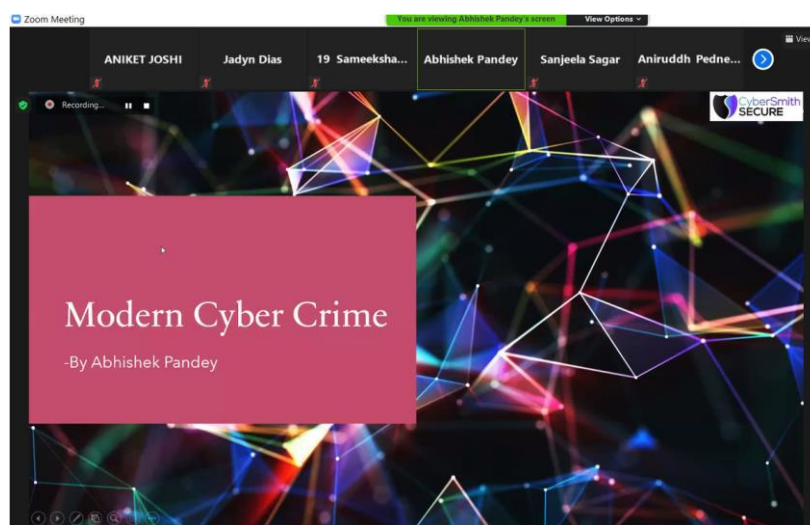 Zoom Meeting
You are viewing Abhishek Pandey's screen View Options
View
ANIKET JOSHI Jadyn Dias 19 Sameeksha... Abhishek Pandey Sanjeela Sagar Aniruddh Pedne...
Recording...
CyberSmith
SECURE
Modern Cyber Crime
-By Abhishek Pandey